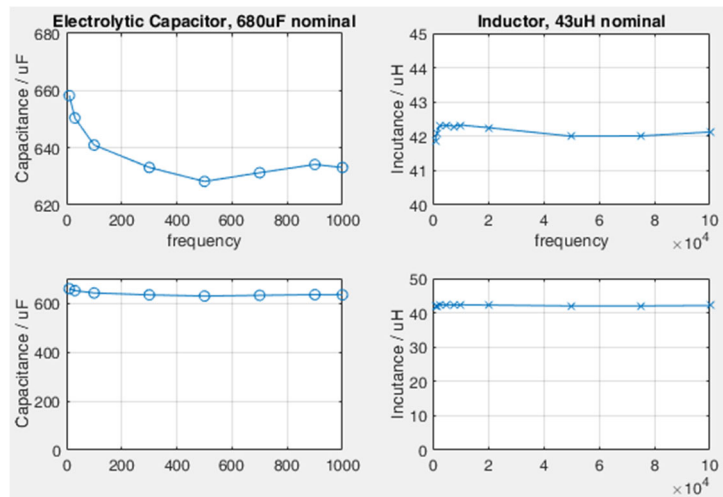 Electrolytic Capacitor, 680uF nominal
680
660
640
620
Capacitance / uF
0 200 400 600 800 1000
frequency
Inductor, 43uH nominal
45
44
43
42
41
40
Incutance / uH
0 2 4 6 8 10
frequency
×10^4
600
400
200
0
Capacitance / uF
0 200 400 600 800 1000
50
40
30
20
10
0
Incutance / uH
0 2 4 6 8 10
×10^4